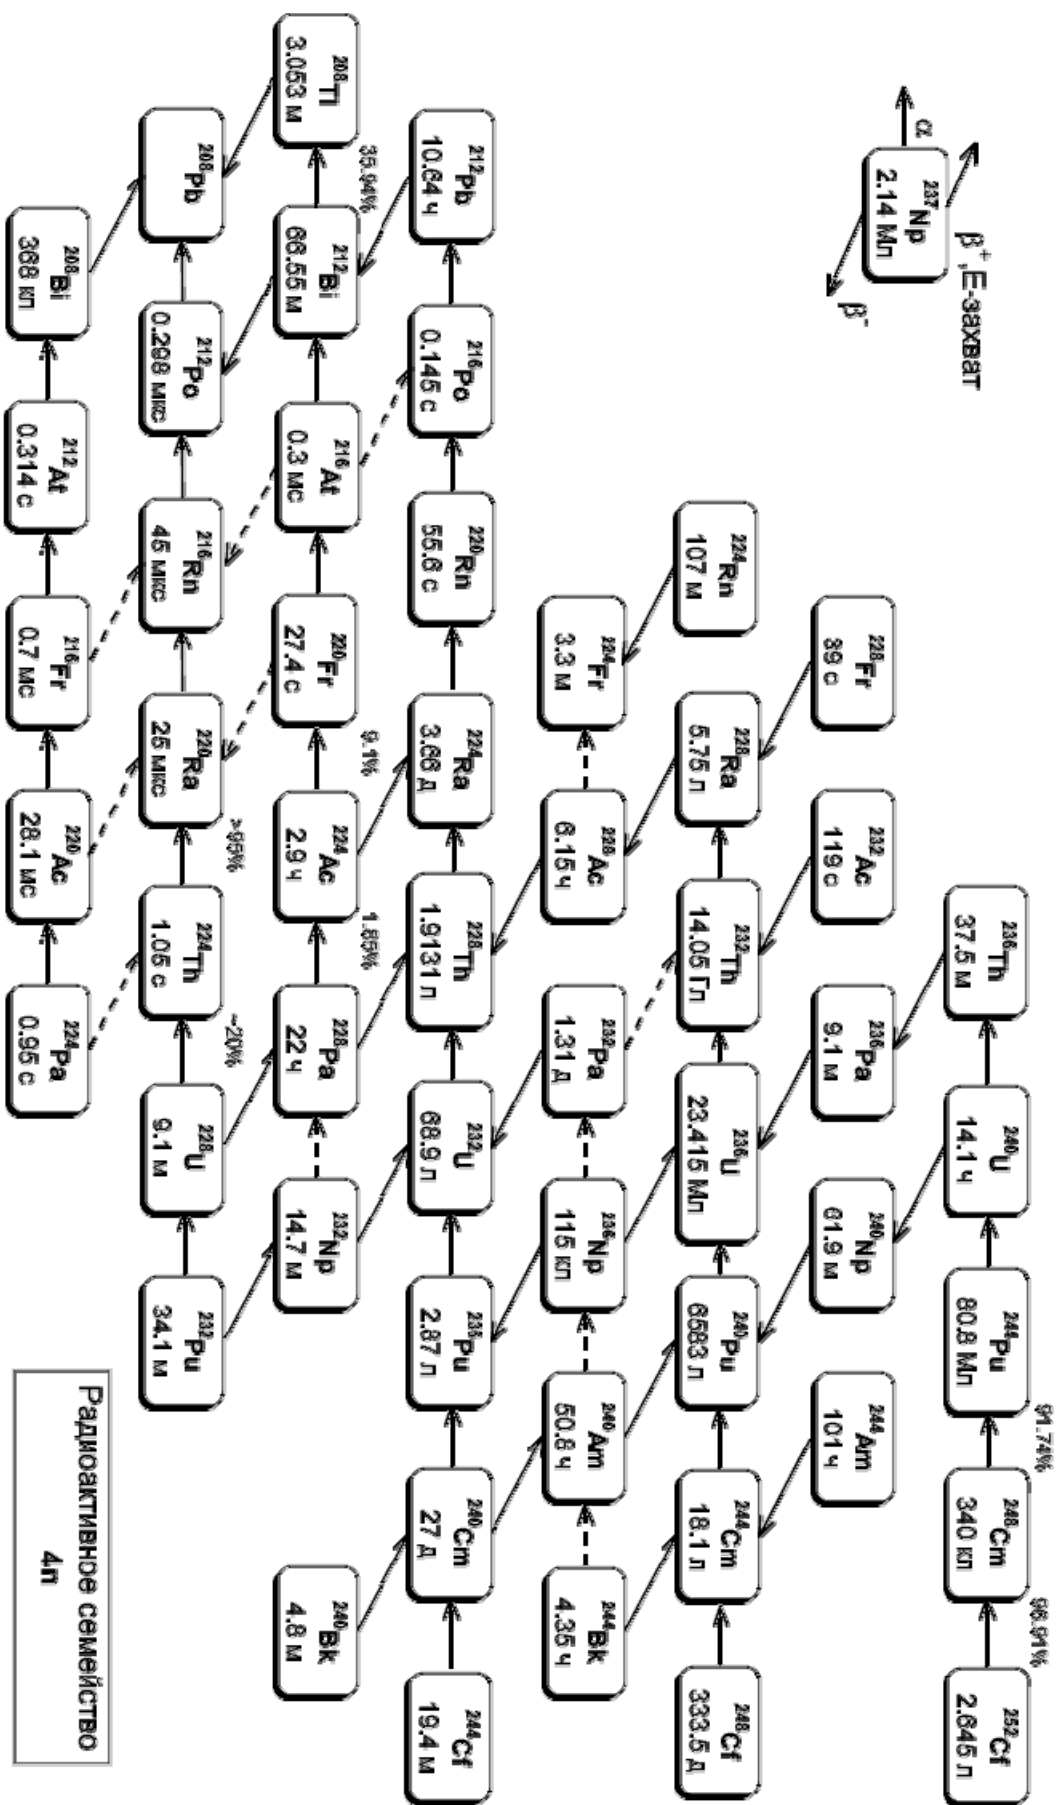 β⁺,E-захват
²³⁷Np
2.14 Мл
α
β⁻
91.74%
96.91%
²³⁶Th
37.5 м
²⁴⁰U
14.1 ч
²⁴⁴Pu
80.8 Мл
²⁴⁸Cm
340 кл
²⁵²Cf
2.645 л
²²⁸Fr
39 с
²³²Ac
119 с
²³⁶Pa
9.1 м
²⁴⁰Np
61.9 м
²⁴⁴Am
101 ч
²²⁴Rn
107 м
²²⁸Ra
5.75 л
²³²Th
14.05 Гл
²³⁶U
23.415 Мл
²⁴⁰Pu
6583 л
²⁴⁴Cm
18.1 л
²⁴⁸Cf
333.5 д
²²⁴Fr
3.3 м
²²⁸Ac
6.15 ч
²³²Pa
1.31 д
²³⁶Np
115 кл
²⁴⁰Am
50.8 ч
²⁴⁴Bk
4.35 ч
²¹²Pb
10.64 ч
²¹⁶Po
0.145 с
²²⁰Rn
55.6 с
²²⁴Ra
3.66 д
²²⁸Th
1.9131 л
²³²U
68.9 л
²³⁶Pu
2.87 л
²⁴⁰Cm
27 д
²⁴⁴Cf
19.4 м
35.94%
9.1%
1.85%
²⁰⁸Tl
3.053 м
²¹²Bi
66.55 м
²¹⁶At
0.3 мс
²²⁰Fr
27.4 с
²²⁴Ac
2.9 ч
²²⁸Pa
22 ч
²³²Np
14.7 м
²⁴⁰Bk
4.8 м
>95%
~20%
²⁰⁸Pb
²¹²Po
0.298 мкс
²¹⁶Rn
45 мкс
²²⁰Ra
25 мкс
²²⁴Th
1.05 с
²²⁸U
9.1 м
²³²Pu
34.1 м
²⁰⁸Bi
368 кл
²¹²At
0.314 с
²¹⁶Fr
0.7 мс
²²⁰Ac
26.1 мс
²²⁴Pa
0.95 с
Радиоактивное семейство
4n